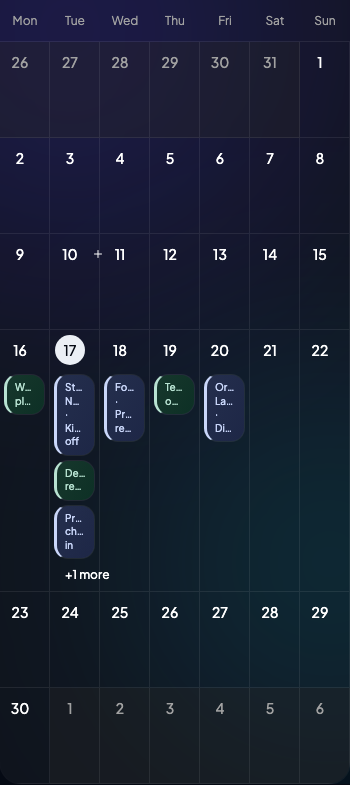 Mon Tue Wed Thu Fri Sat Sun
26 27 28 29 30 31 1
2 3 4 5 6 7 8
9 10 + 11 12 13 14 15
16 17 18 19 20 21 22
W...
pl...
St...
N...
·
Ki...
off
De...
re...
Pr...
ch...
in
+1 more
Fo...
·
Pr...
re...
Te...
o...
Or...
La...
·
Di...
23 24 25 26 27 28 29
30 1 2 3 4 5 6